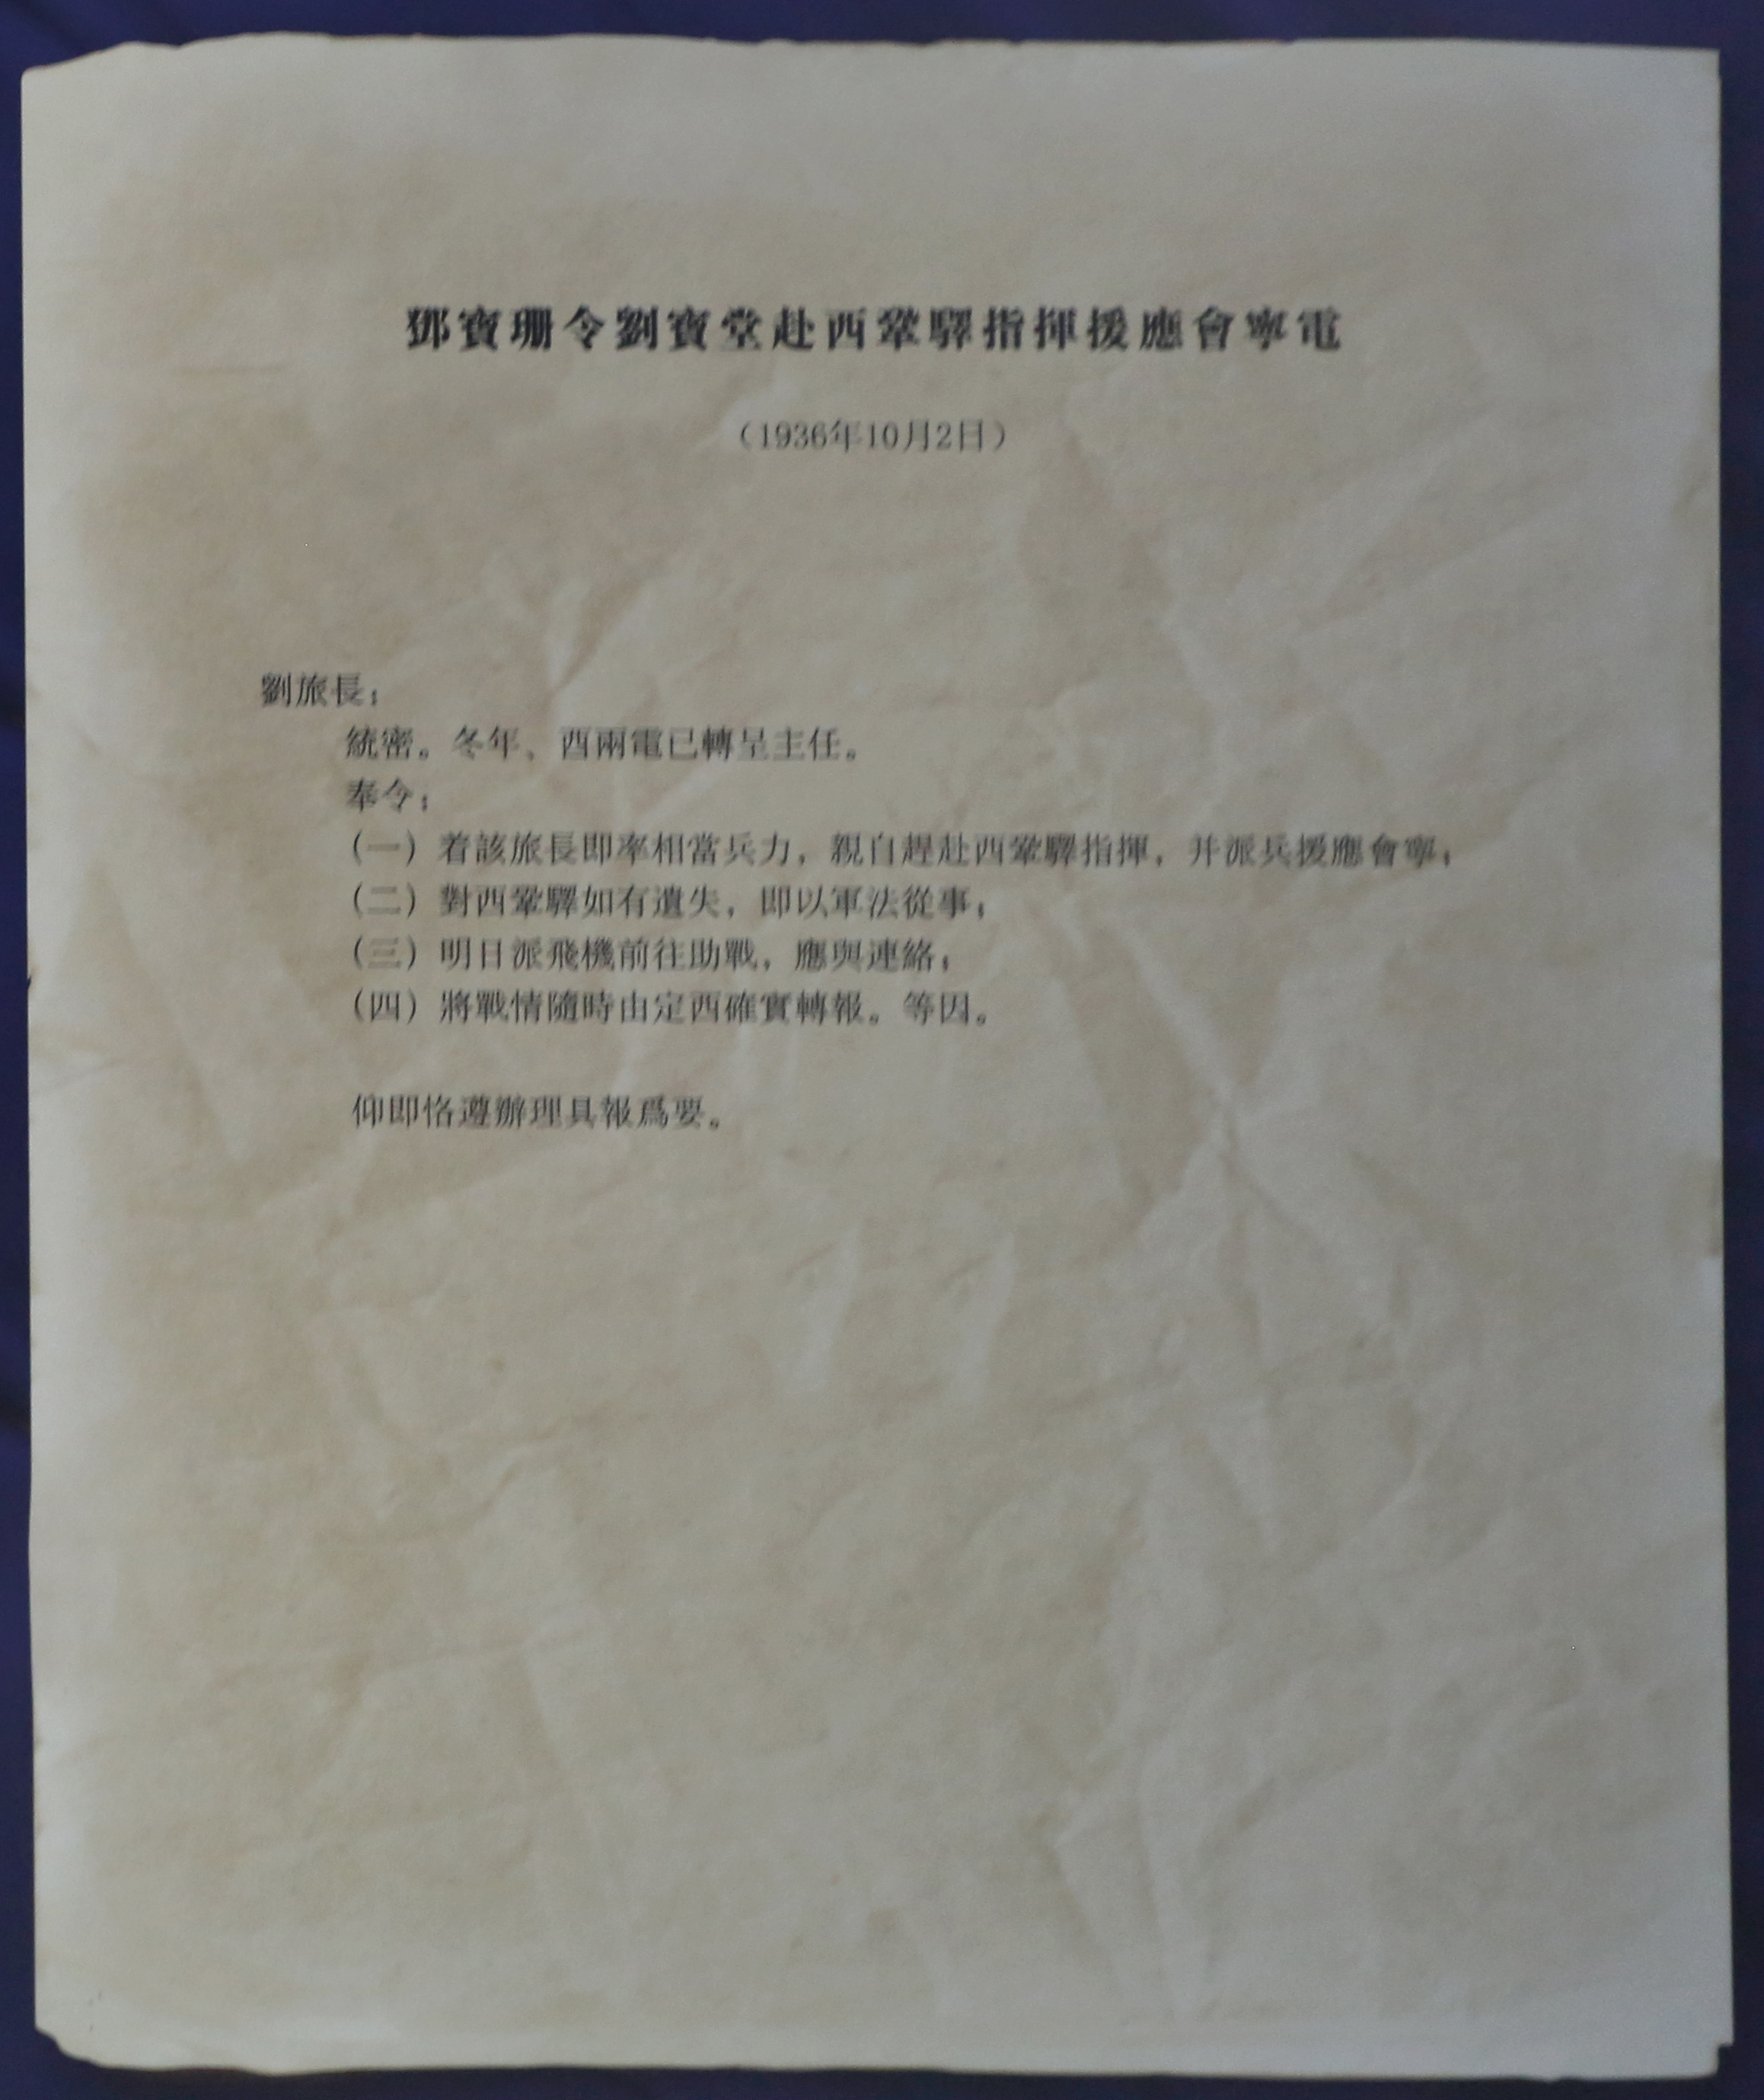 鄧寶珊令劉寶堂赴西鞏驛指揮援應會寧電
（1936年10月2日）
劉旅長：
統密。冬年、酉兩電已轉呈主任。
奉令：
（一）着該旅長即率相當兵力，親自趕赴西鞏驛指揮，并派兵援應會寧；
（二）對西鞏驛如有遺失，即以軍法從事；
（三）明日派飛機前往助戰，應與連絡；
（四）將戰情隨時由定西確實轉報。等因。
仰即恪遵辦理具報爲要。